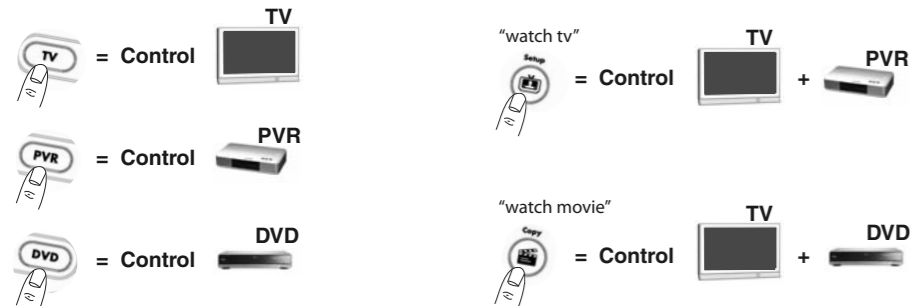 TV
TV = Control
PVR
PVR = Control
DVD
DVD = Control
"watch tv"
Setup
TV
PVR
= Control +
"watch movie"
Copy
TV
DVD
= Control +